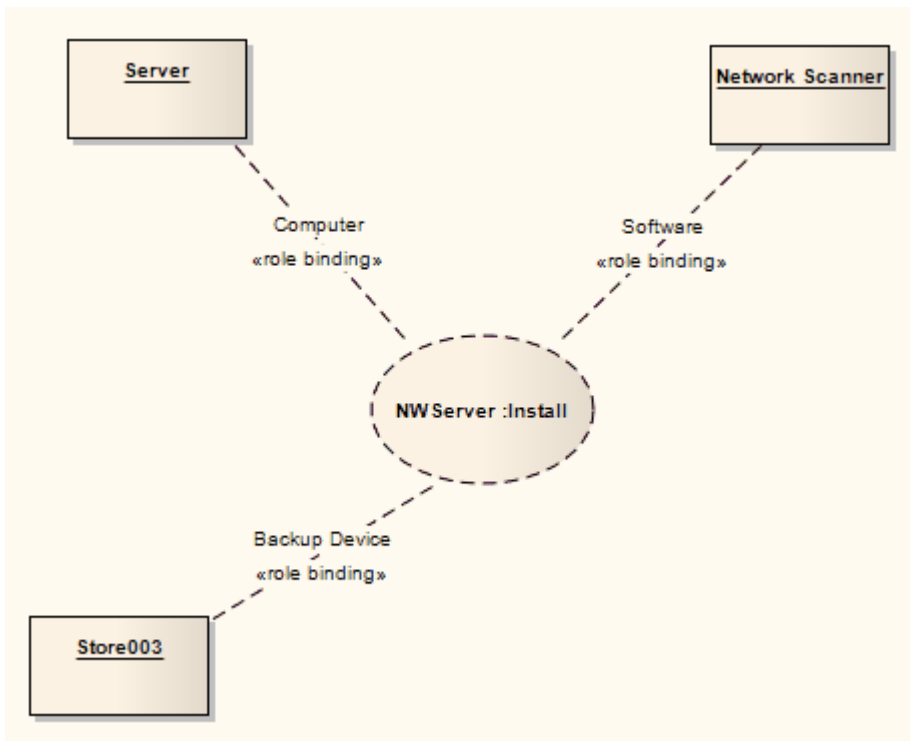 Server
Network Scanner
Computer
«role binding»
Software
«role binding»
NWServer :Install
Backup Device
«role binding»
Store003